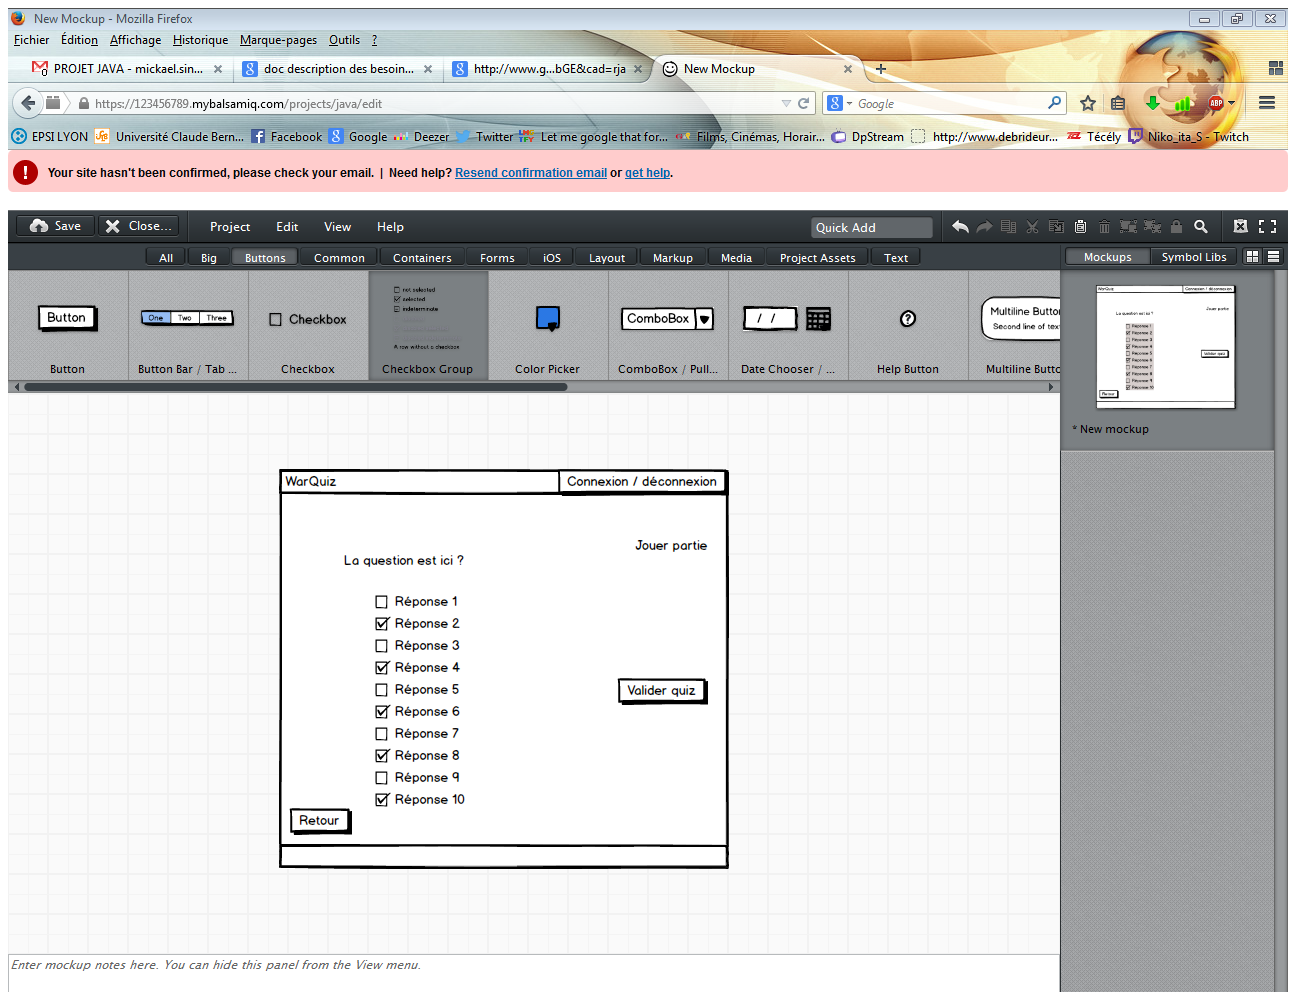 New Mockup - Mozilla Firefox
Fichier Édition Affichage Historique Marque-pages Outils ?
PROJET JAVA - mickael.sin... doc description des besoin... http://www.g...bGE&cad=rja New Mockup
https://123456789.mybalsamiq.com/projects/java/edit Google
EPSI LYON Université Claude Bern... Facebook Google Deezer Twitter Let me google that for... Films, Cinémas, Horair... DpStream http://www.debrideur... Técély Niko_ita_S - Twitch
Your site hasn't been confirmed, please check your email. | Need help? Resend confirmation email or get help.
Save Close... Project Edit View Help Quick Add
All Big Buttons Common Containers Forms iOS Layout Markup Media Project Assets Text Mockups Symbol Libs
not selected
selected
indeterminate
A row without a checkbox
Button One Two Three Checkbox ComboBox / / ? Multiline Button
Second line of text
Button Button Bar / Tab ... Checkbox Checkbox Group Color Picker ComboBox / Pull... Date Chooser / ... Help Button Multiline Butto
WarQuiz Connexion / déconnexion
Jouer partie
La question est ici ?
Réponse 1
Réponse 2
Réponse 3
Réponse 4
Réponse 5
Réponse 6
Réponse 7
Réponse 8
Réponse 9
Réponse 10
Valider quiz
Retour
* New mockup
Enter mockup notes here. You can hide this panel from the View menu.